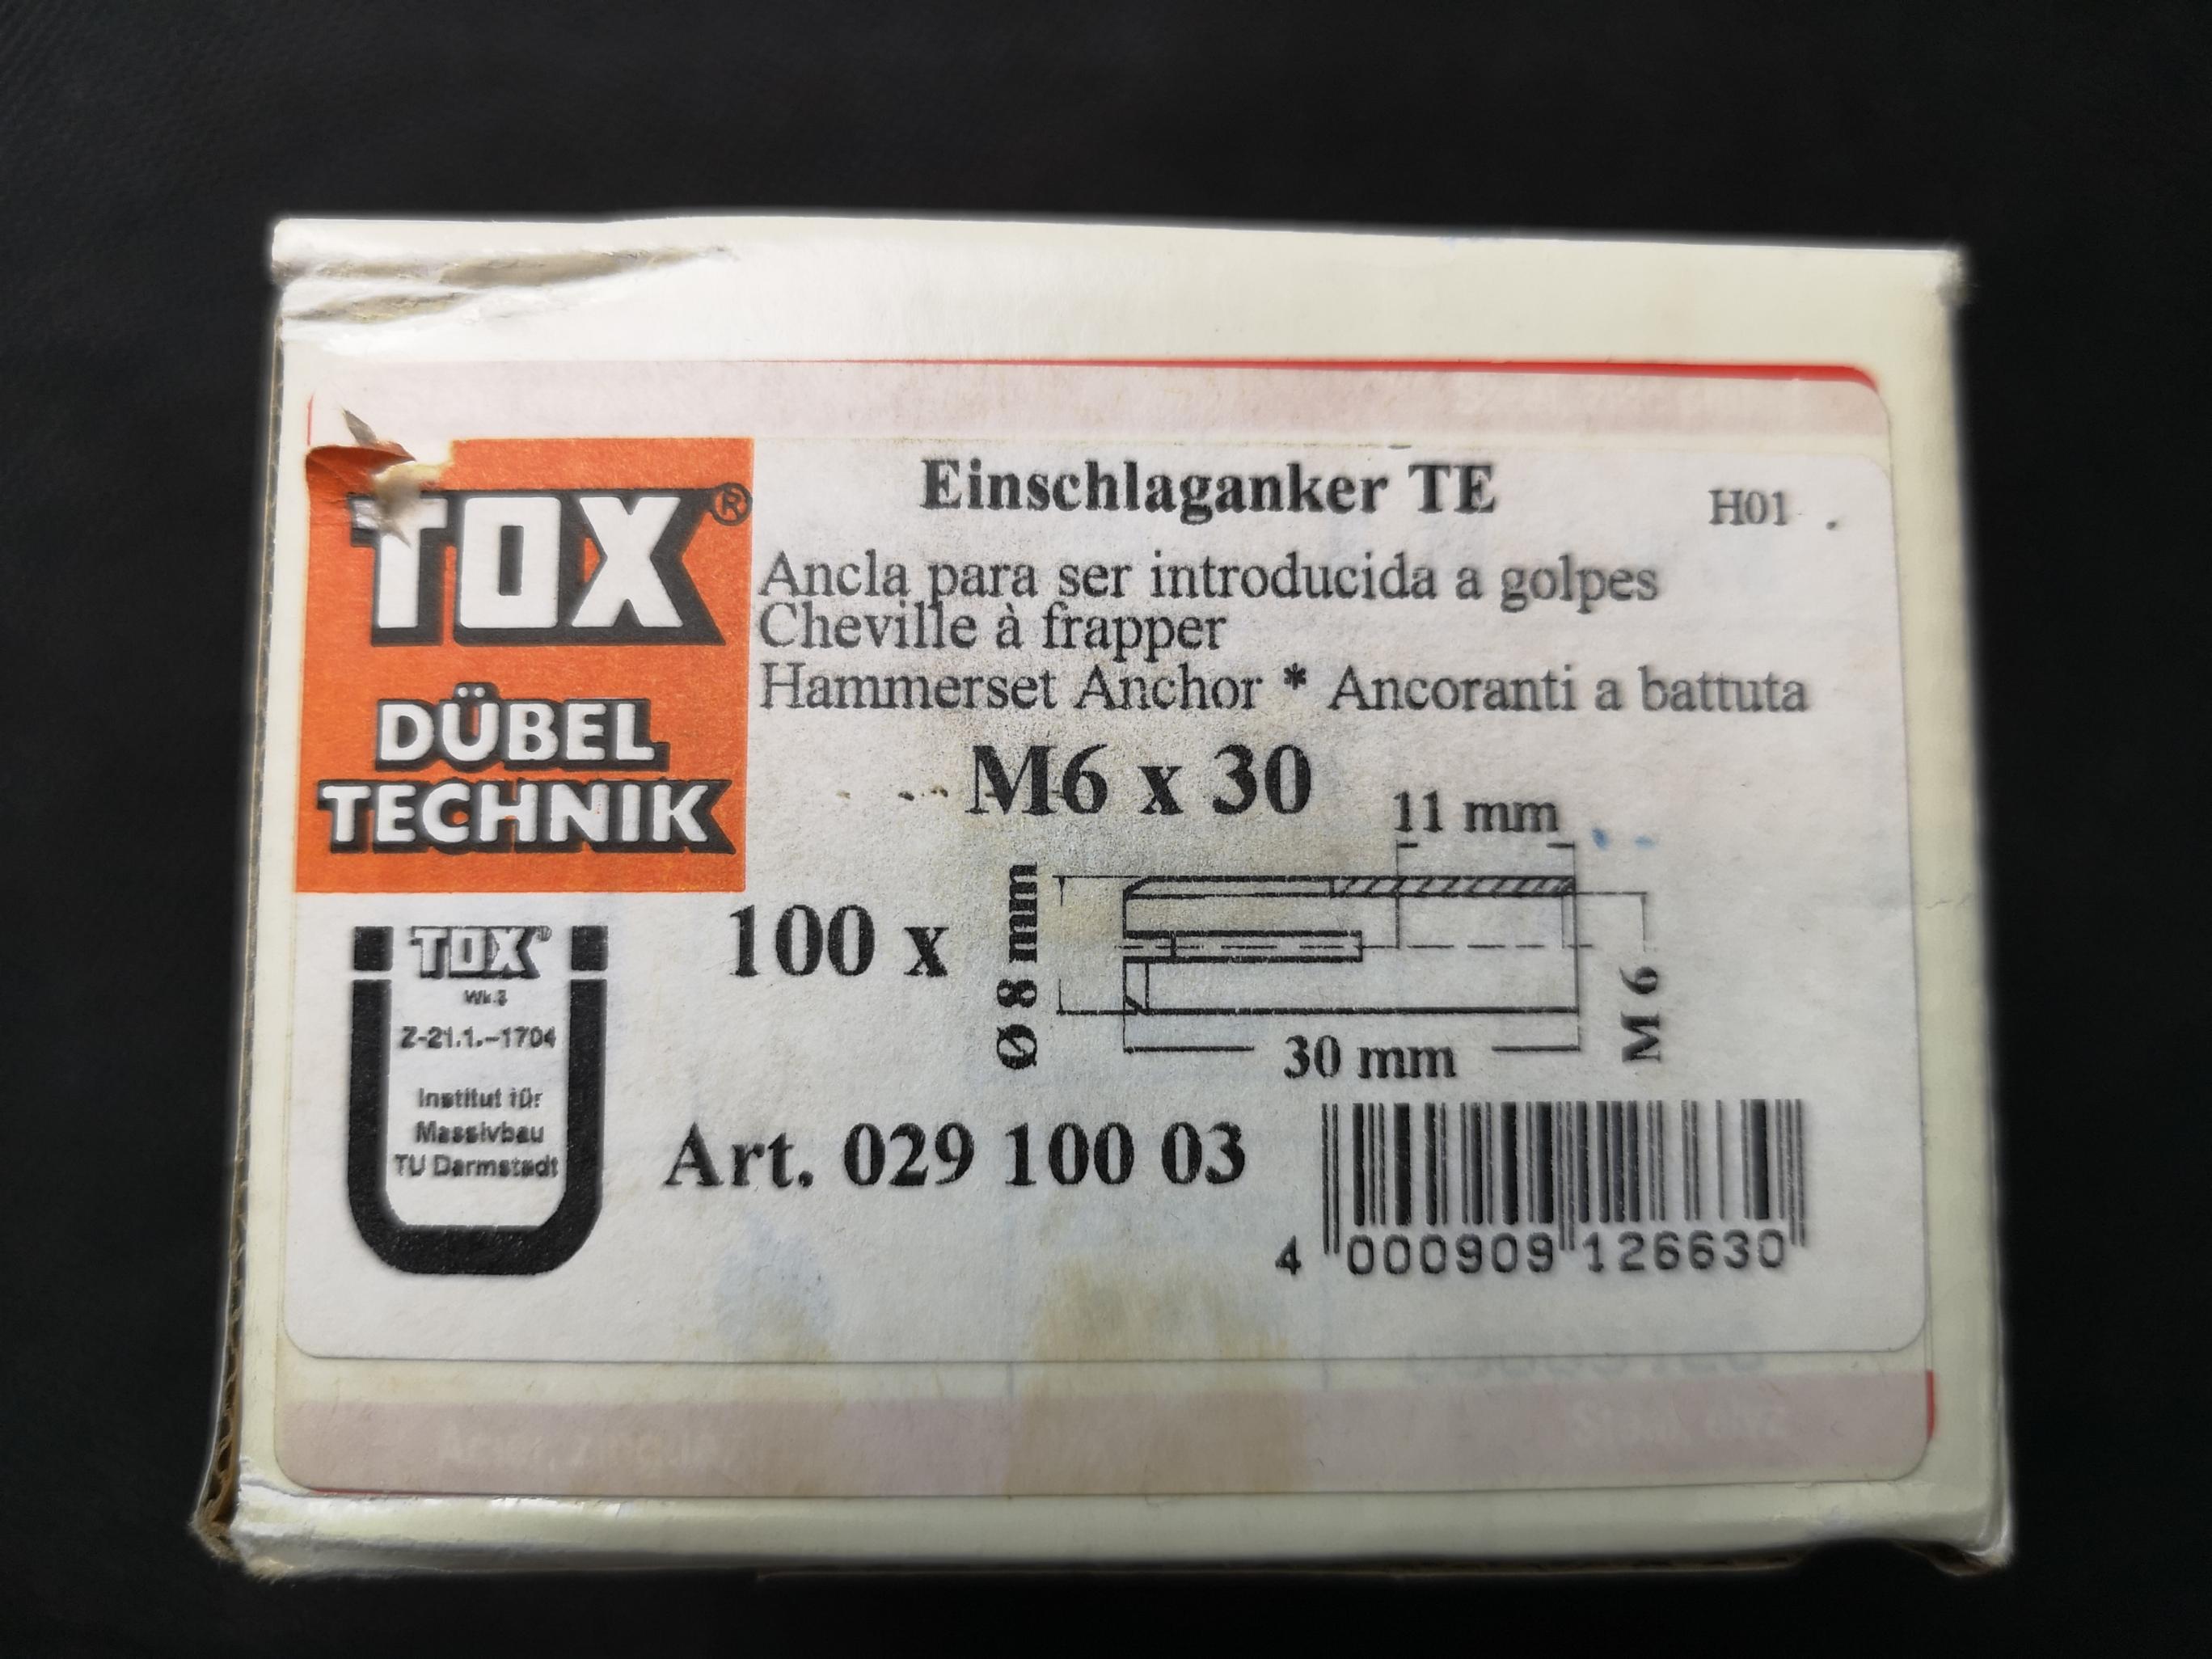 TOX®
DÜBEL
TECHNIK
Einschlaganker TE
H01
Ancla para ser introducida a golpes
Cheville à frapper
Hammerset Anchor * Ancoranti a battuta
M6 x 30
11 mm
100 x
Ø 8 mm
30 mm
M 6
TOX®
Z-21.1.-1704
Institut für
Massivbau
TU Darmstadt
Art. 029 100 03
4 000909 126630